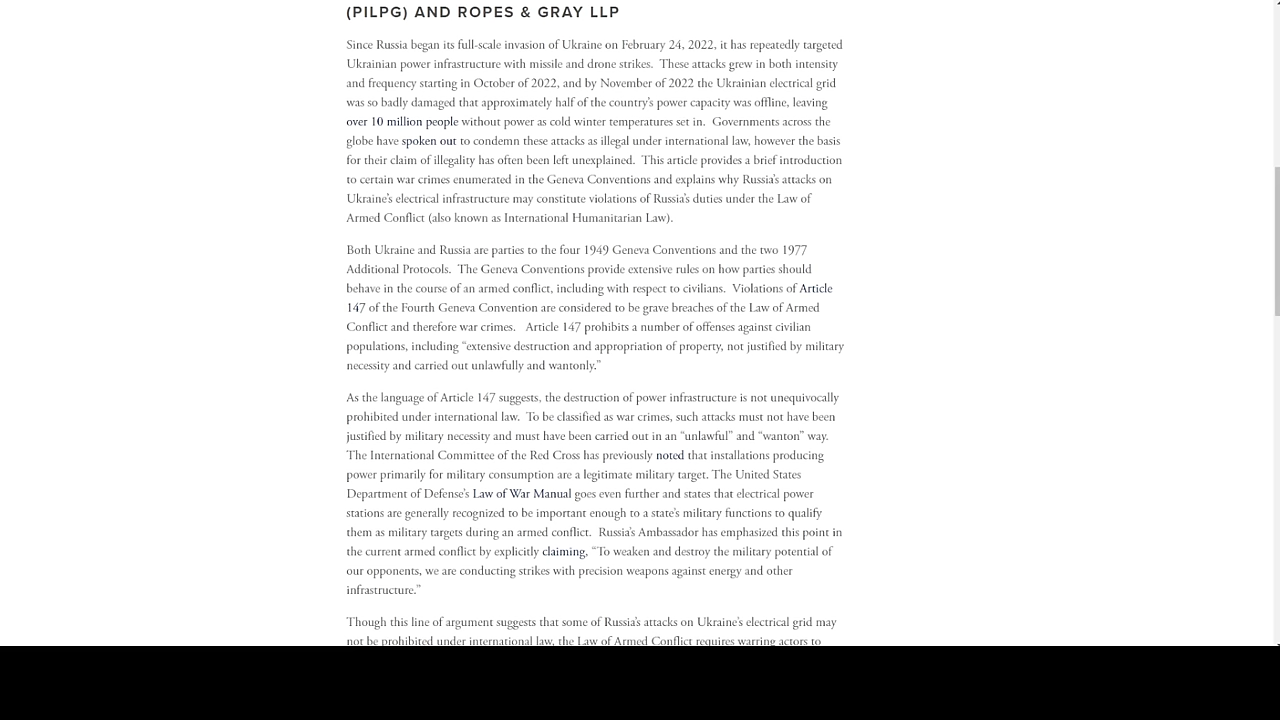 (PILPG) AND ROPES & GRAY LLP
Since Russia began its full-scale invasion of Ukraine on February 24, 2022, it has repeatedly targeted
Ukrainian power infrastructure with missile and drone strikes.  These attacks grew in both intensity
and frequency starting in October of 2022, and by November of 2022 the Ukrainian electrical grid
was so badly damaged that approximately half of the country’s power capacity was offline, leaving
over 10 million people without power as cold winter temperatures set in.  Governments across the
globe have spoken out to condemn these attacks as illegal under international law, however the basis
for their claim of illegality has often been left unexplained.  This article provides a brief introduction
to certain war crimes enumerated in the Geneva Conventions and explains why Russia’s attacks on
Ukraine’s electrical infrastructure may constitute violations of Russia’s duties under the Law of
Armed Conflict (also known as International Humanitarian Law).
Both Ukraine and Russia are parties to the four 1949 Geneva Conventions and the two 1977
Additional Protocols.  The Geneva Conventions provide extensive rules on how parties should
behave in the course of an armed conflict, including with respect to civilians.  Violations of Article
147 of the Fourth Geneva Convention are considered to be grave breaches of the Law of Armed
Conflict and therefore war crimes.   Article 147 prohibits a number of offenses against civilian
populations, including “extensive destruction and appropriation of property, not justified by military
necessity and carried out unlawfully and wantonly.”
As the language of Article 147 suggests, the destruction of power infrastructure is not unequivocally
prohibited under international law.  To be classified as war crimes, such attacks must not have been
justified by military necessity and must have been carried out in an “unlawful” and “wanton” way.
The International Committee of the Red Cross has previously noted that installations producing
power primarily for military consumption are a legitimate military target. The United States
Department of Defense’s Law of War Manual goes even further and states that electrical power
stations are generally recognized to be important enough to a state’s military functions to qualify
them as military targets during an armed conflict.  Russia’s Ambassador has emphasized this point in
the current armed conflict by explicitly claiming, “To weaken and destroy the military potential of
our opponents, we are conducting strikes with precision weapons against energy and other
infrastructure.”
Though this line of argument suggests that some of Russia’s attacks on Ukraine’s electrical grid may
not be prohibited under international law, the Law of Armed Conflict requires warring actors to